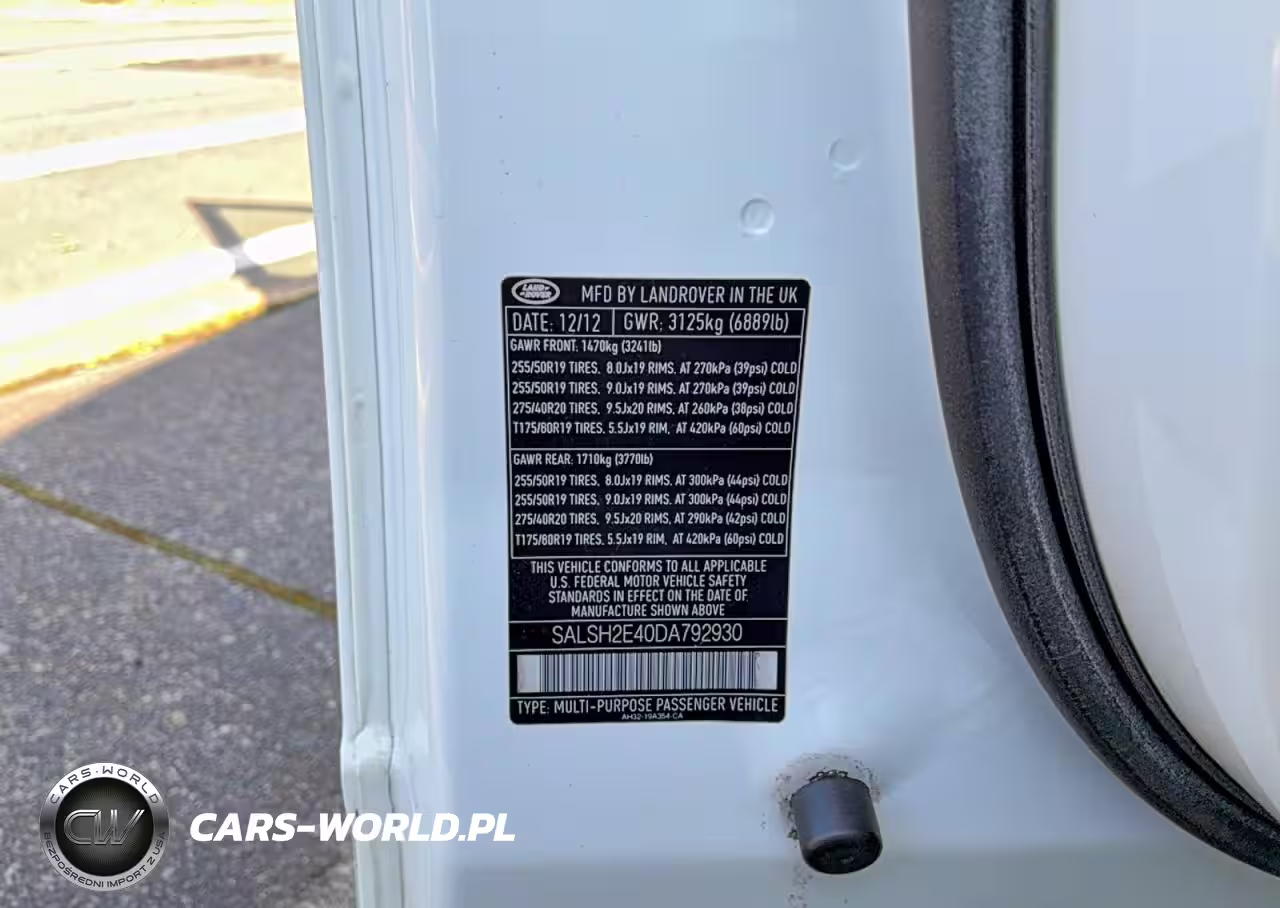 LAND ROVER
MFD BY LANDROVER IN THE UK
DATE: 12/12 GWR: 3125kg (6889lb)
GAWR FRONT: 1470kg (3241lb)
255/50R19 TIRES, 8.0Jx19 RIMS, AT 270kPa (39psi) COLD
255/50R19 TIRES, 9.0Jx19 RIMS, AT 270kPa (39psi) COLD
275/40R20 TIRES, 9.5Jx20 RIMS, AT 260kPa (38psi) COLD
T175/80R19 TIRES, 5.5Jx19 RIM, AT 420kPa (60psi) COLD
GAWR REAR: 1710kg (3770lb)
255/50R19 TIRES, 8.0Jx19 RIMS, AT 300kPa (44psi) COLD
255/50R19 TIRES, 9.0Jx19 RIMS, AT 300kPa (44psi) COLD
275/40R20 TIRES, 9.5Jx20 RIMS, AT 290kPa (42psi) COLD
T175/80R19 TIRES, 5.5Jx19 RIM, AT 420kPa (60psi) COLD
THIS VEHICLE CONFORMS TO ALL APPLICABLE
U.S. FEDERAL MOTOR VEHICLE SAFETY
STANDARDS IN EFFECT ON THE DATE OF
MANUFACTURE SHOWN ABOVE
SALSH2E40DA792930
TYPE: MULTI-PURPOSE PASSENGER VEHICLE
AH32-19A354-CA
CARS-WORLD
CW
BEZPOŚREDNI IMPORT Z USA
CARS-WORLD.PL